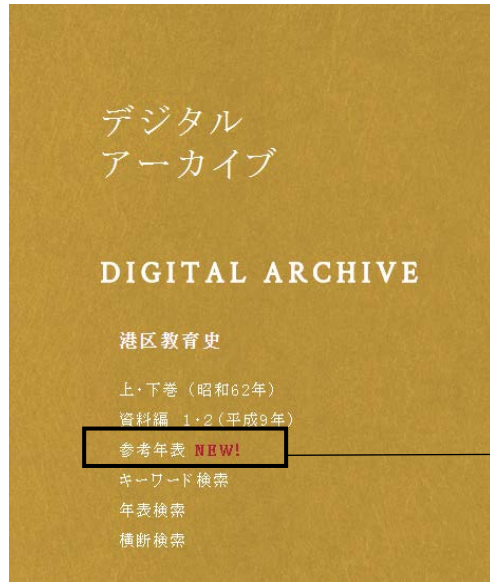 デジタル
アーカイブ
DIGITAL ARCHIVE
港区教育史
上・下巻 (昭和62年)
資料編 1・2(平成9年)
参考年表 NEW!
キーワード検索
年表検索
横断検索